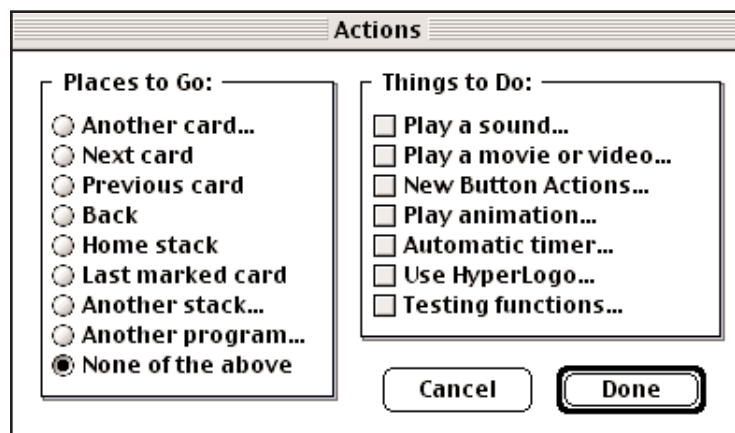 Actions
Places to Go:
Another card...
Next card
Previous card
Back
Home stack
Last marked card
Another stack...
Another program...
None of the above
Things to Do:
Play a sound...
Play a movie or video...
New Button Actions...
Play animation...
Automatic timer...
Use HyperLogo...
Testing functions...
Cancel
Done